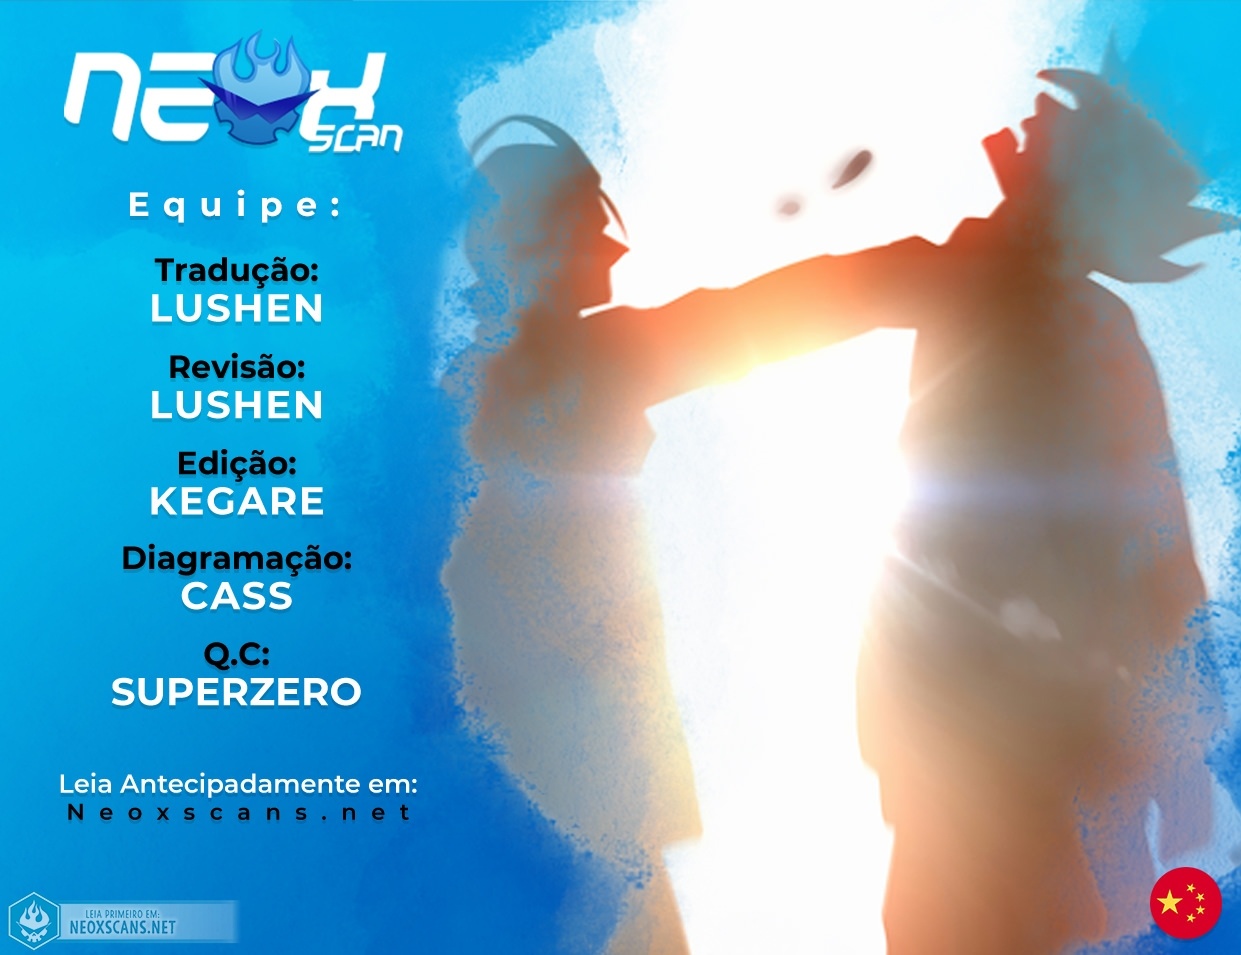 NEOX
SCAN
Equipe:
Tradução:
LUSHEN
Revisão:
LUSHEN
Edição:
KEGARE
Diagramação:
CASS
Q.C:
SUPERZERO
Leia Antecipadamente em:
Neoxscans.net
LEIA PRIMEIRO EM:
NEOXSCANS.NET